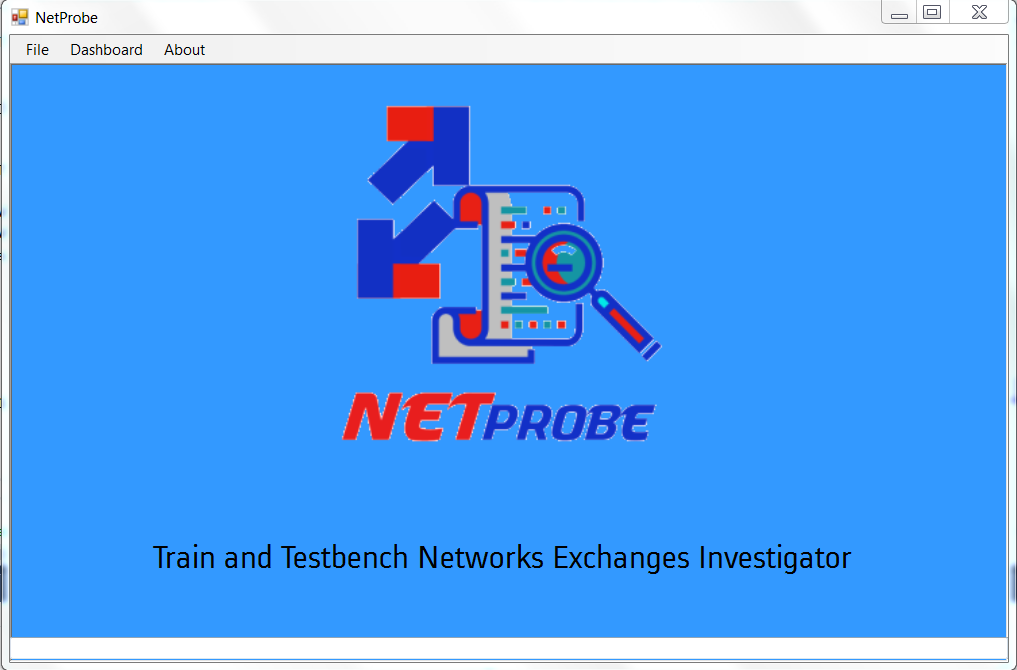 NetProbe
File Dashboard About
NETPROBE
Train and Testbench Networks Exchanges Investigator